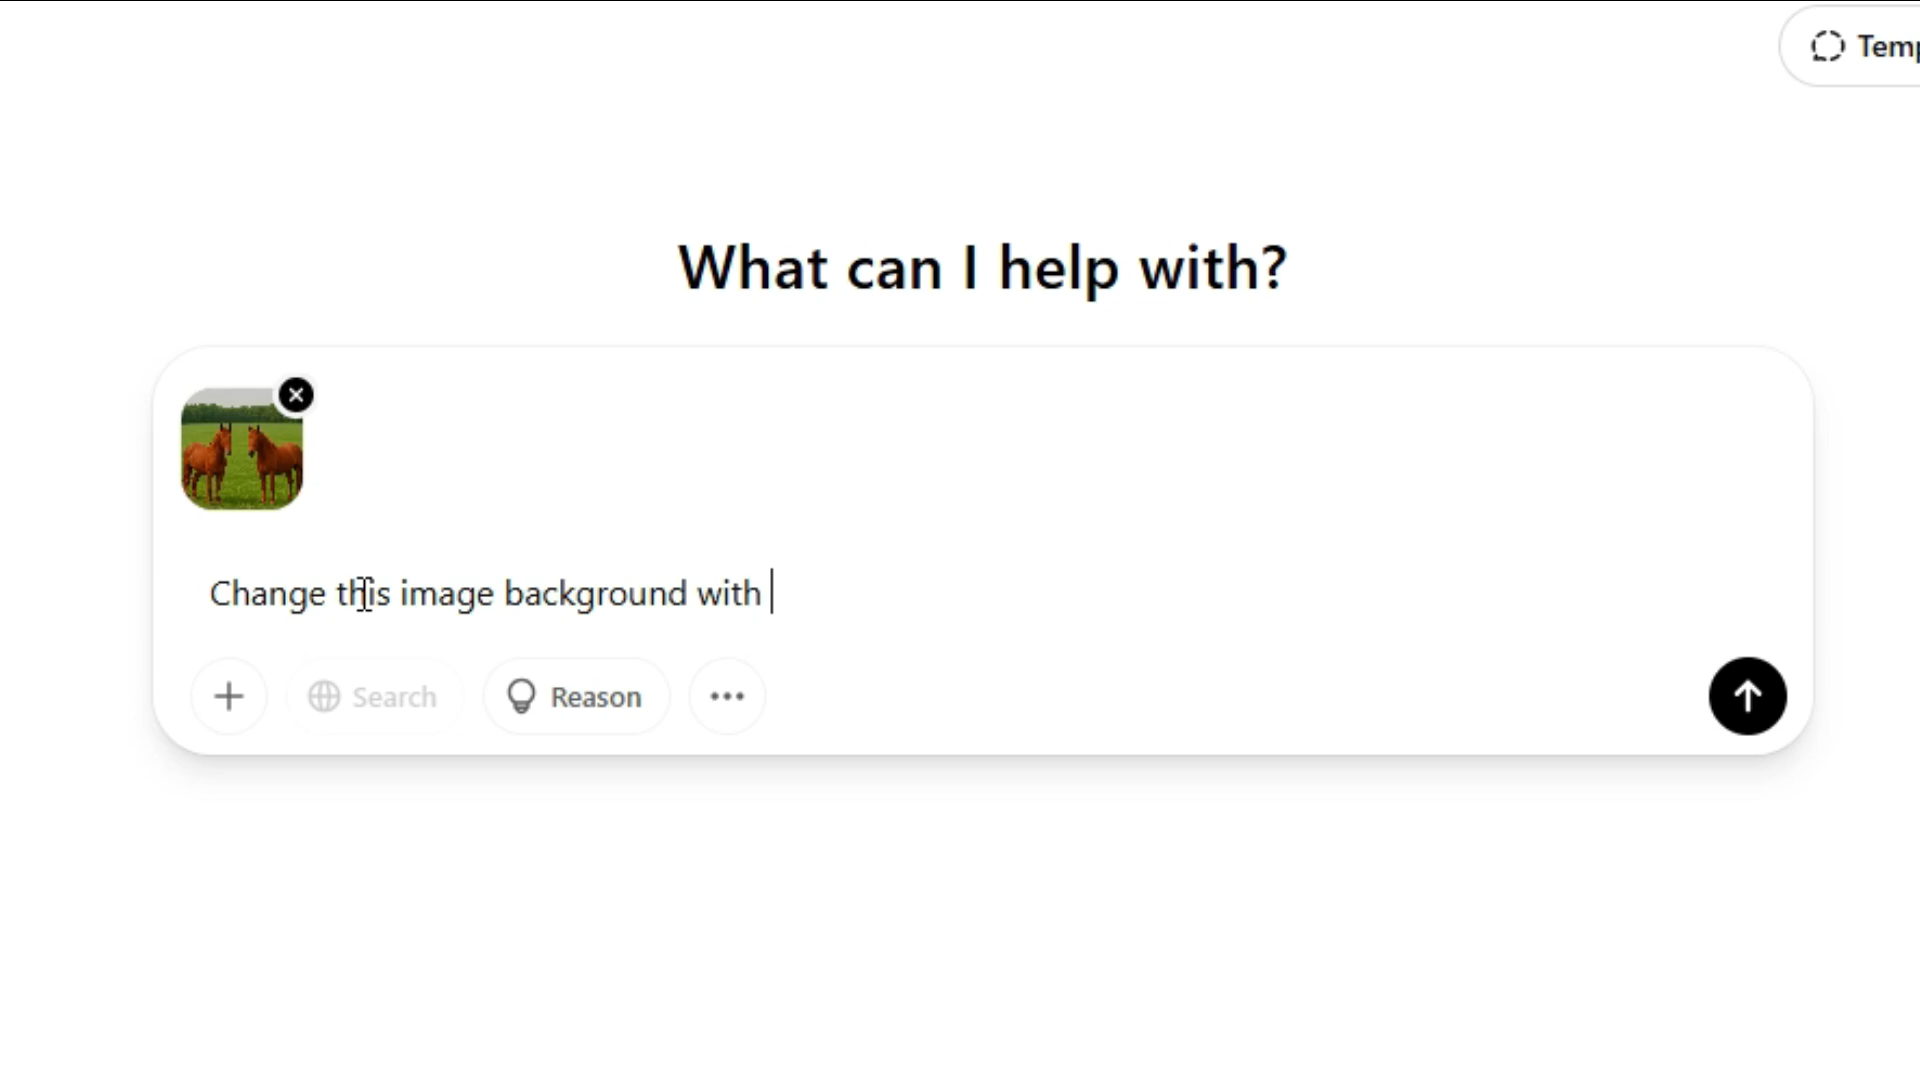 Temp
What can I help with?
Change this image background with
Search
Reason